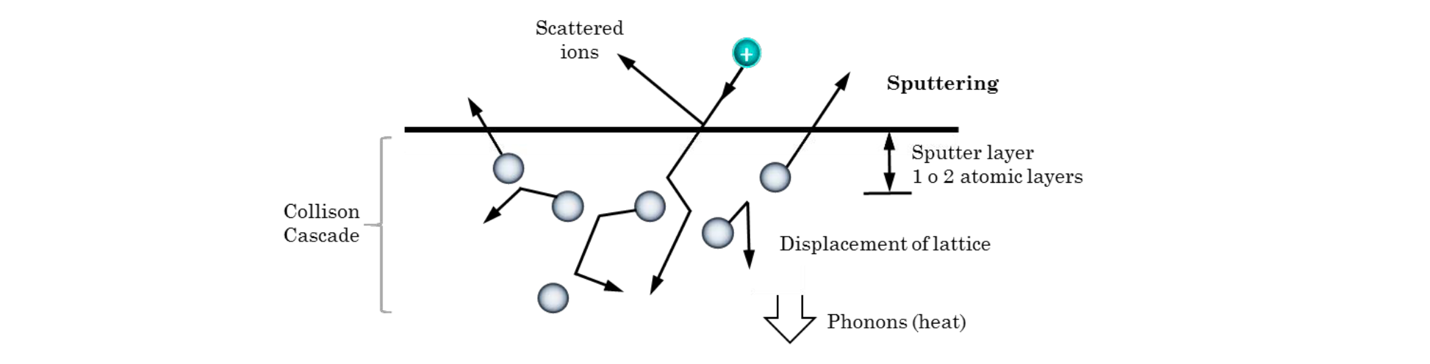 Scattered
ions
+
Sputtering
Sputter layer
1 o 2 atomic layers
Collison
Cascade
Displacement of lattice
Phonons (heat)